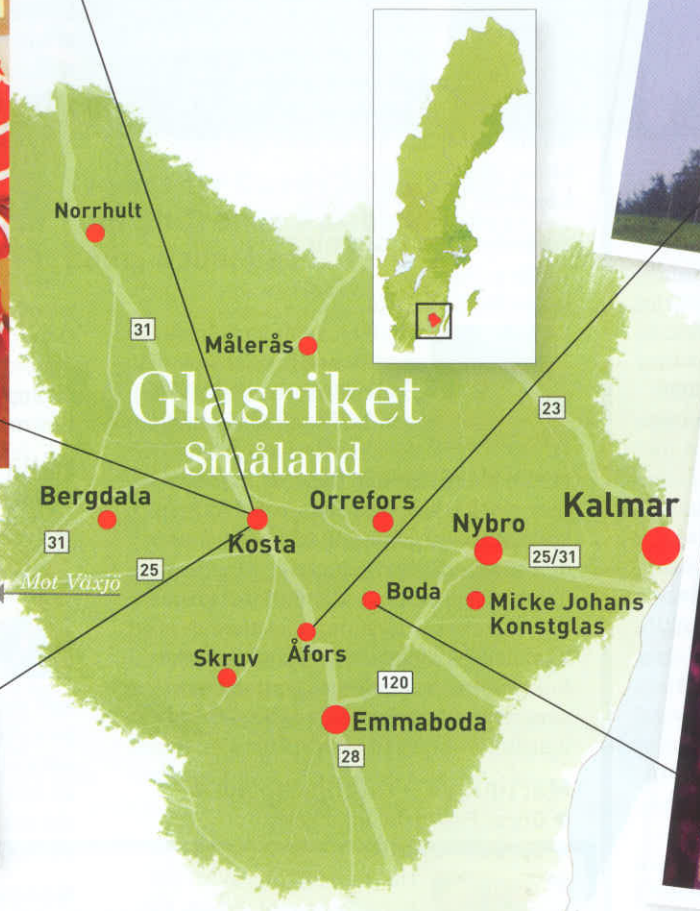 Norrhult
31
Målerås
Glasriket
Småland
23
Bergdala
Orrefors
Kalmar
Nybro
31
Kosta
25/31
25
Mot Växjö
Boda
Micke Johans
Konstglas
Åfors
Skruv
120
Emmaboda
28